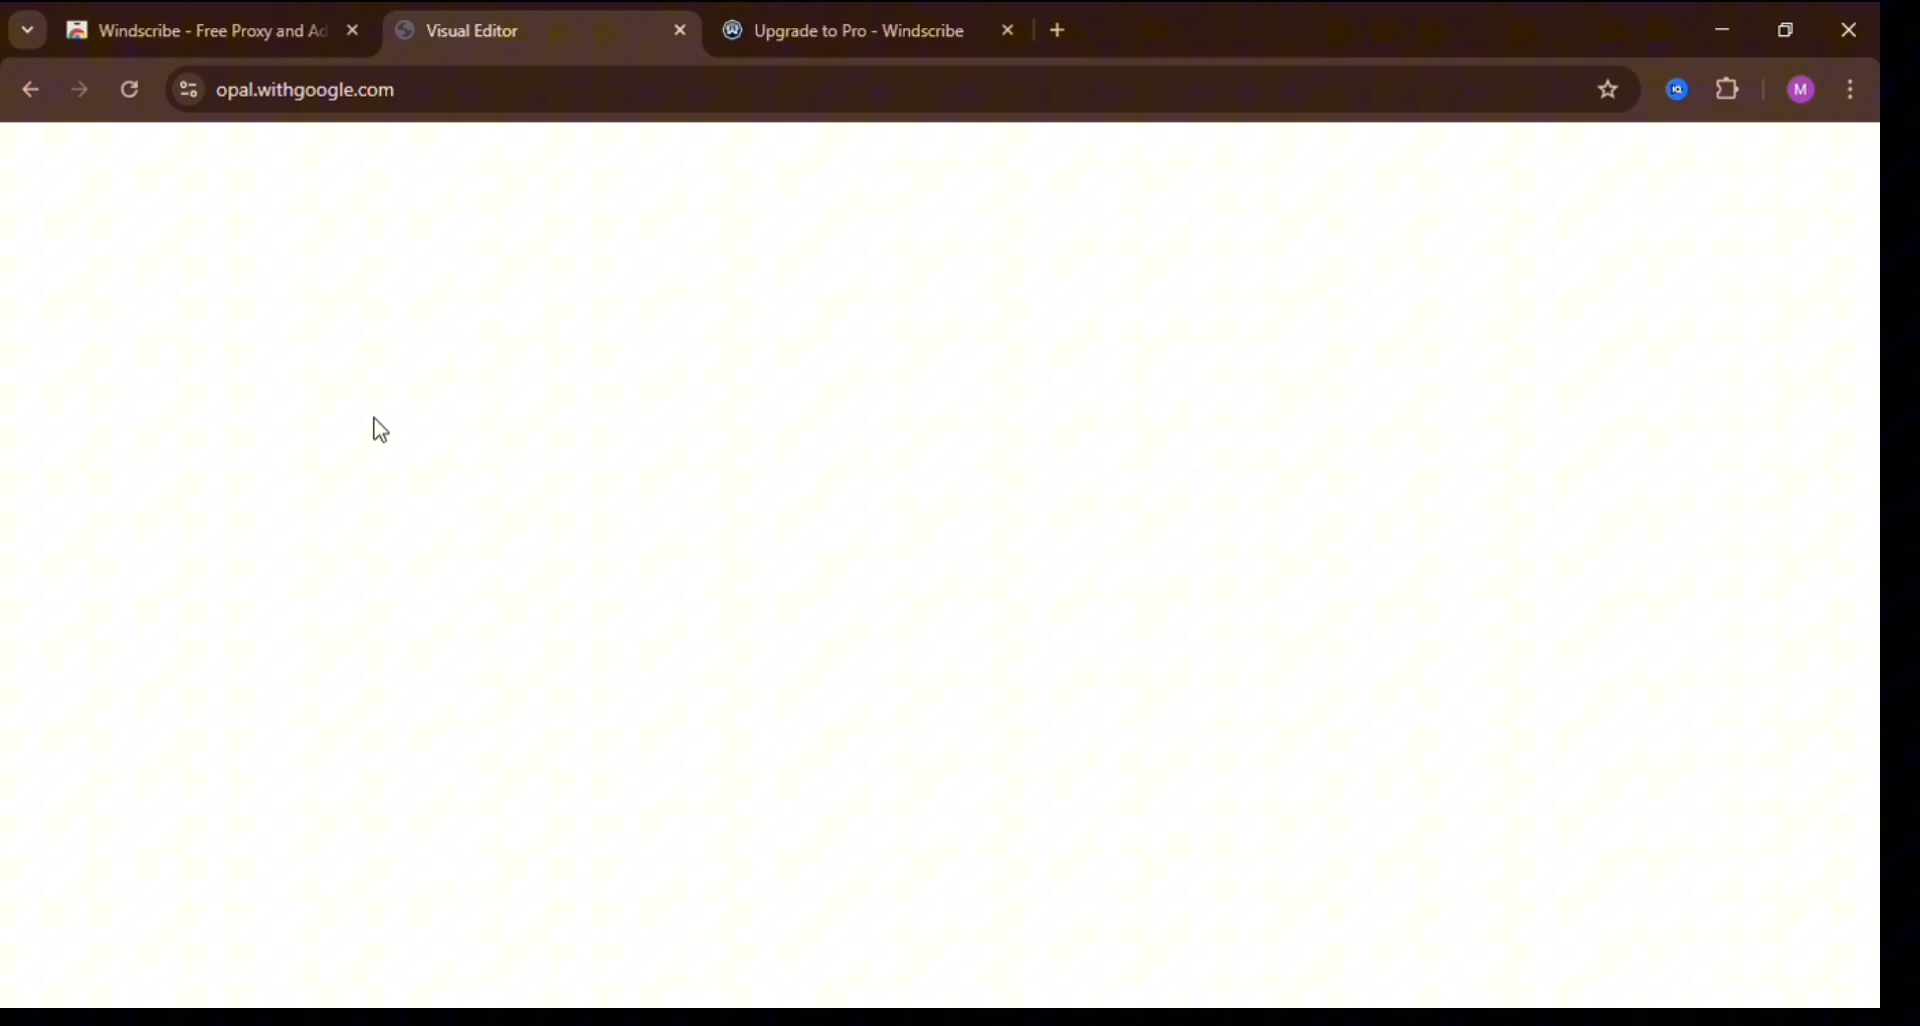 Windscribe - Free Proxy and Ad
Visual Editor
Upgrade to Pro - Windscribe
opal.withgoogle.com
M